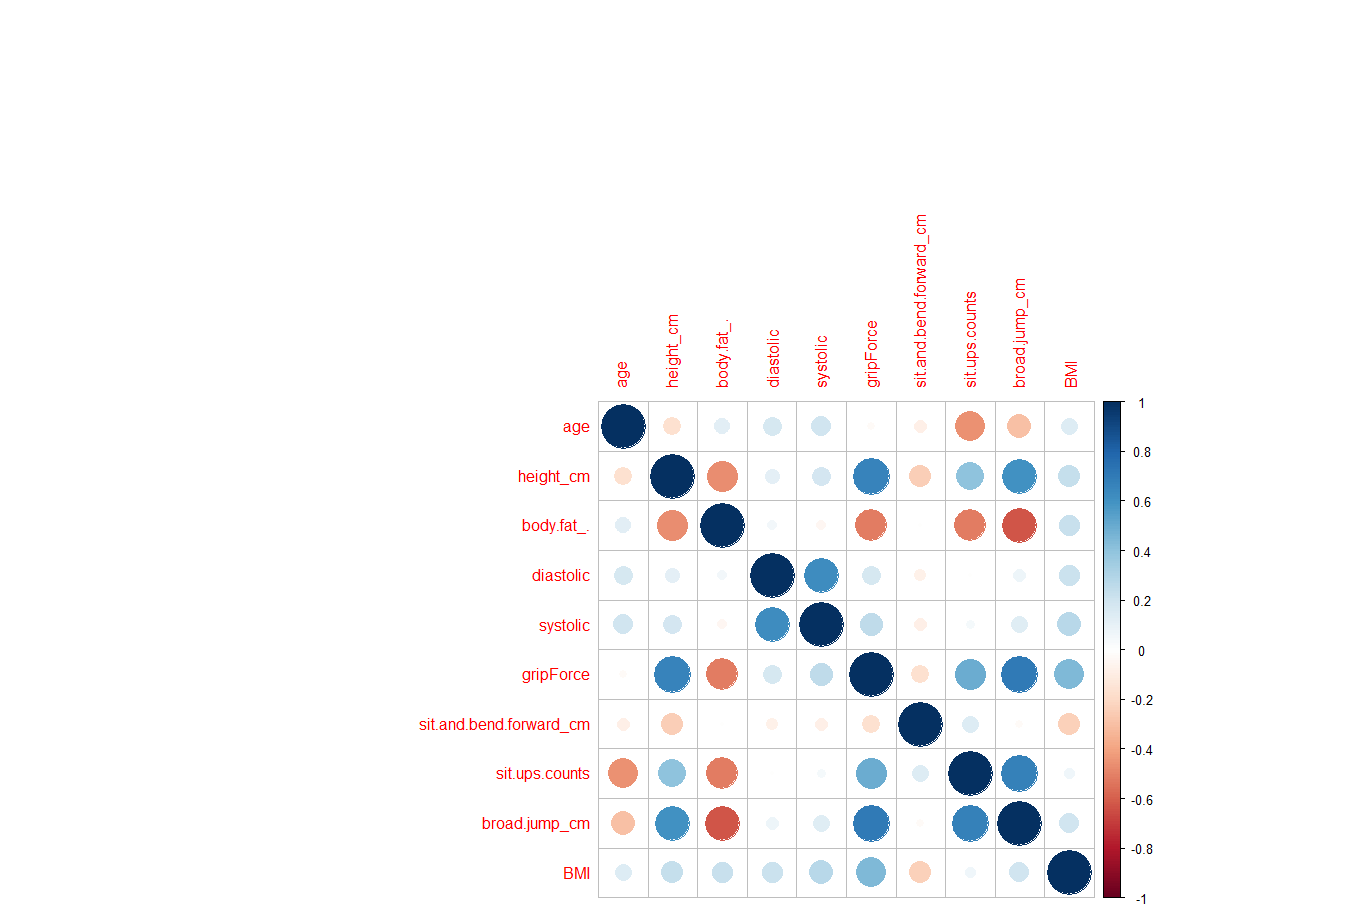 age
height_cm
body.fat_.
diastolic
systolic
gripForce
sit.and.bend.forward_cm
sit.ups.counts
broad.jump_cm
BMI
age
height_cm
body.fat_.
diastolic
systolic
gripForce
sit.and.bend.forward_cm
sit.ups.counts
broad.jump_cm
BMI
1
0.8
0.6
0.4
0.2
0
-0.2
-0.4
-0.6
-0.8
-1